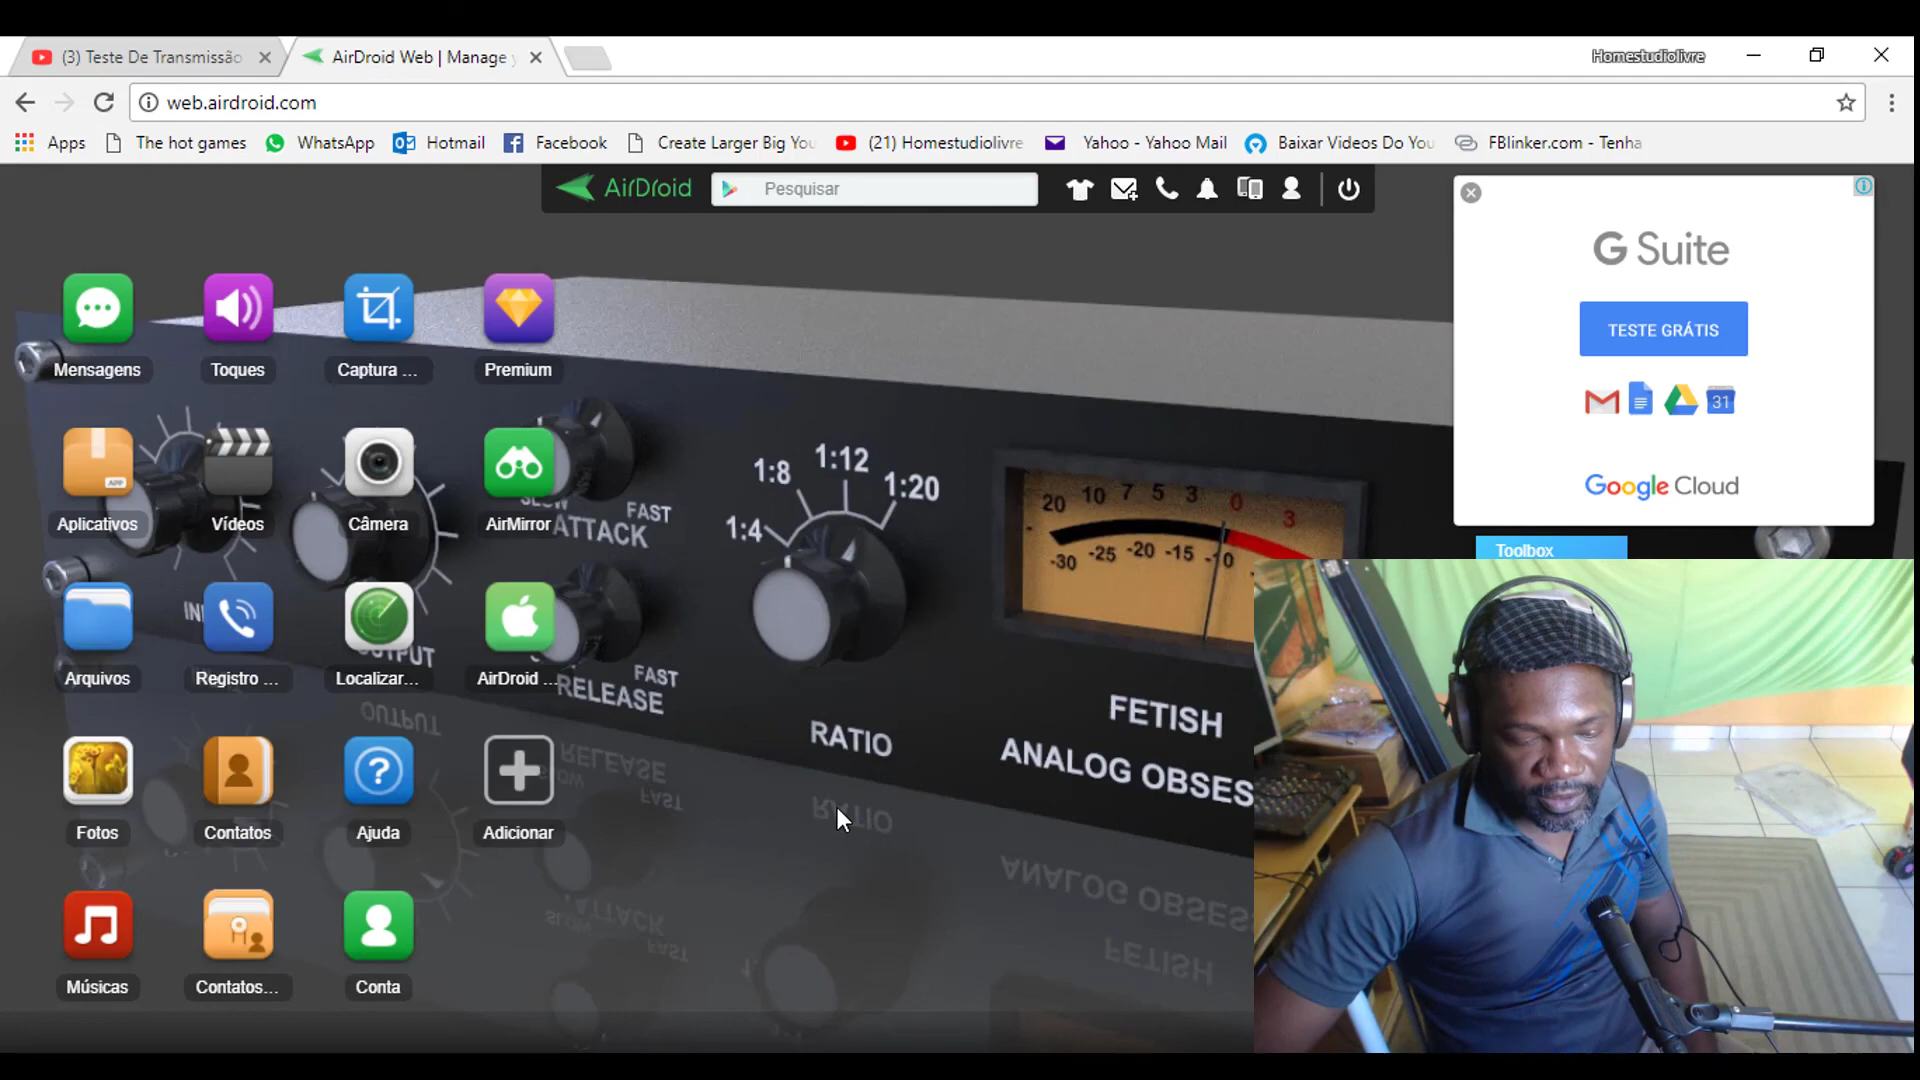 (3) Teste De Transmissão
AirDroid Web | Manage
Homestudiolivre
web.airdroid.com
Apps
The hot games
WhatsApp
Hotmail
Facebook
Create Larger Big You
(21) Homestudiolivre
Yahoo - Yahoo Mail
Baixar Videos Do You
FBlinker.com - Tenha
AirDroid
Pesquisar
G Suite
TESTE GRÁTIS
31
Google Cloud
Toolbox
Mensagens
Toques
Captura ...
Premium
Aplicativos
APP
Vídeos
Câmera
AirMirror
Arquivos
Registro ...
Localizar...
AirDroid ...
Fotos
Contatos
Ajuda
Adicionar
Músicas
Contatos...
Conta
OUTPUT
SLOW
FAST
ATTACK
FAST
RELEASE
1:4
1:8
1:12
1:20
RATIO
20 10 7 5 3 0 3
-30 -25 -20 -15 -10
FETISH
ANALOG OBSES